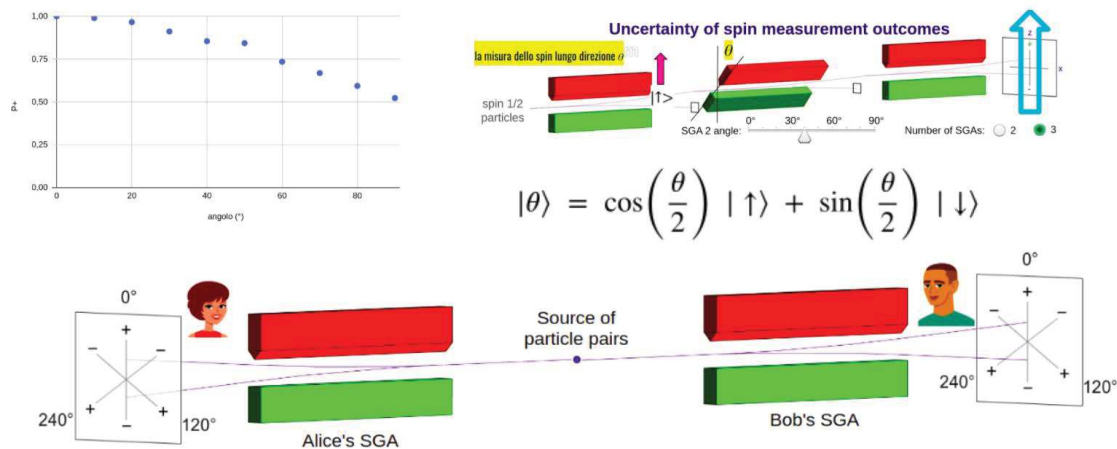 1,00
0,75
0,50
0,25
0,00
P+
0
20
40
60
80
angolo (°)
Uncertainty of spin measurement outcomes
la misura dello spin lungo direzione θ
θ
z
+
x
-
spin 1/2
particles
|↑>
SGA 2 angle:
0° 30° 60° 90°
Number of SGAs: 2 3
|θ⟩ = cos(θ/2) |↑⟩ + sin(θ/2) |↓⟩
0°
+
− −
+ +
−
240°
120°
Alice's SGA
Source of
particle pairs
Bob's SGA
0°
+
− −
+ +
−
240°
120°